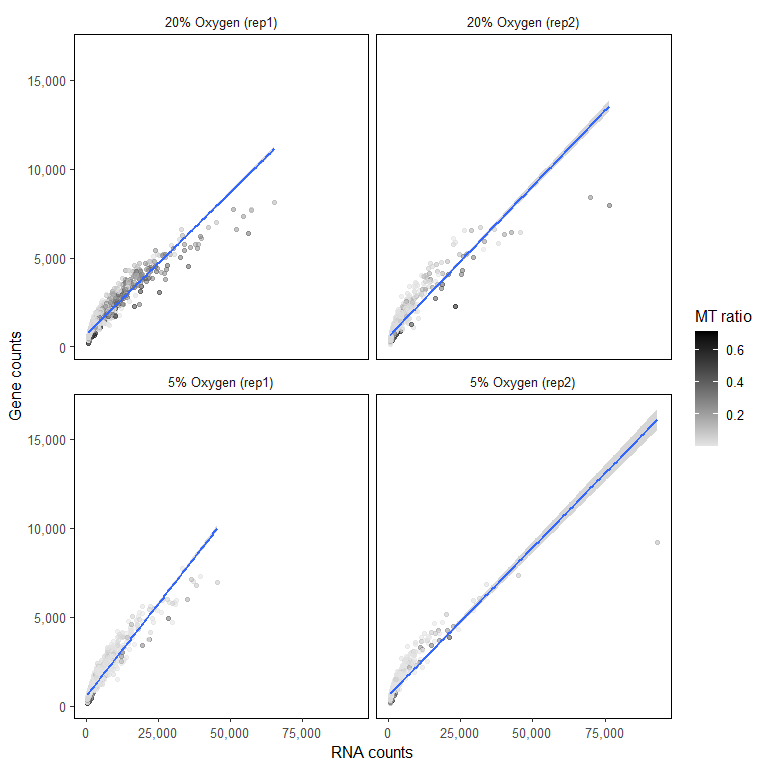 20% Oxygen (rep1)
20% Oxygen (rep2)
15,000
10,000
5,000
0
5% Oxygen (rep1)
5% Oxygen (rep2)
15,000
10,000
5,000
0
0
25,000
50,000
75,000
0
25,000
50,000
75,000
RNA counts
Gene counts
MT ratio
0.6
0.4
0.2